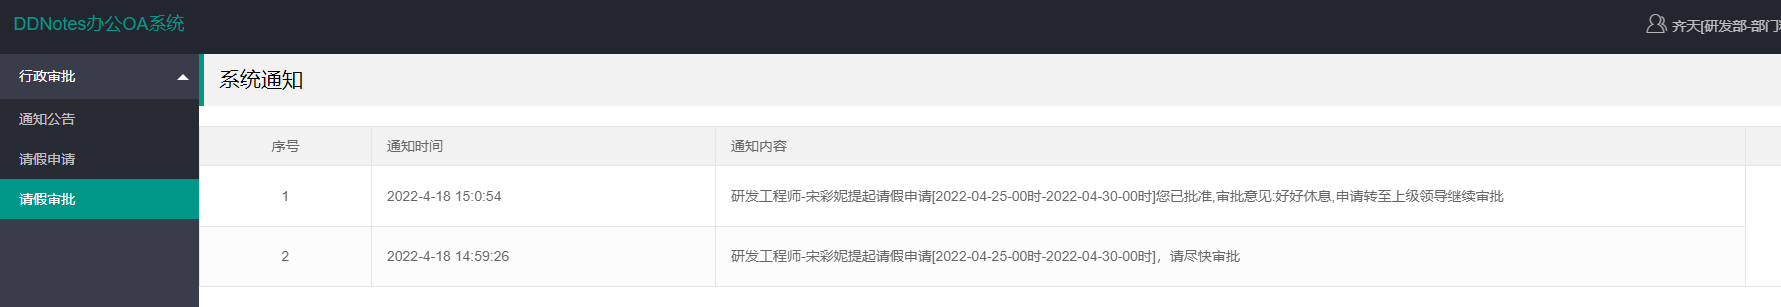 DDNotes办公OA系统
齐天[研发部-部门
行政审批
系统通知
通知公告
请假申请
请假审批
序号 通知时间 通知内容
1 2022-4-18 15:0:54 研发工程师-宋彩妮提起请假申请[2022-04-25-00时-2022-04-30-00时]您已批准,审批意见:好好休息,申请转至上级领导继续审批
2 2022-4-18 14:59:26 研发工程师-宋彩妮提起请假申请[2022-04-25-00时-2022-04-30-00时]，请尽快审批